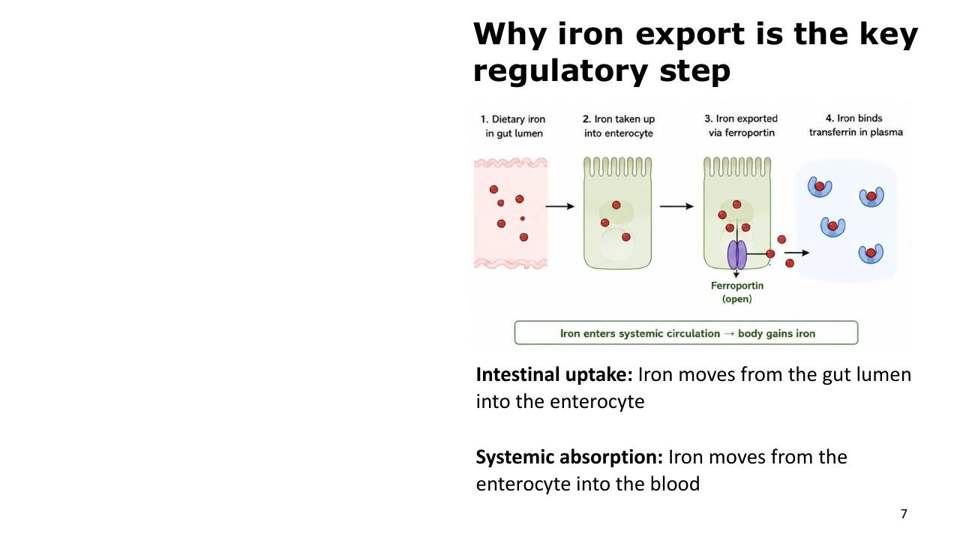 Why iron export is the key
regulatory step
1. Dietary iron
in gut lumen
2. Iron taken up
into enterocyte
3. Iron exported
via ferroportin
4. Iron binds
transferrin in plasma
Ferroportin
(open)
Iron enters systemic circulation → body gains iron
Intestinal uptake: Iron moves from the gut lumen
into the enterocyte
Systemic absorption: Iron moves from the
enterocyte into the blood
7